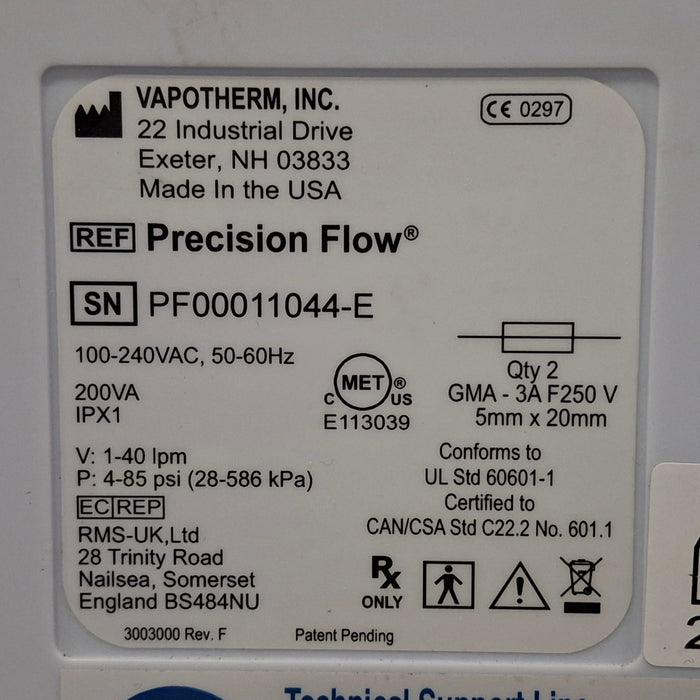 VAPOTHERM, INC.
22 Industrial Drive
Exeter, NH 03833
Made In the USA
CE 0297
REF Precision Flow®
SN PF00011044-E
100-240VAC, 50-60Hz
200VA
IPX1
C MET ® US
E113039
Qty 2
GMA - 3A F250 V
5mm x 20mm
V: 1-40 lpm
P: 4-85 psi (28-586 kPa)
Conforms to
UL Std 60601-1
Certified to
CAN/CSA Std C22.2 No. 601.1
EC REP
RMS-UK,Ltd
28 Trinity Road
Nailsea, Somerset
England BS484NU
Rx
ONLY
3003000 Rev. F
Patent Pending
Technical Support Line